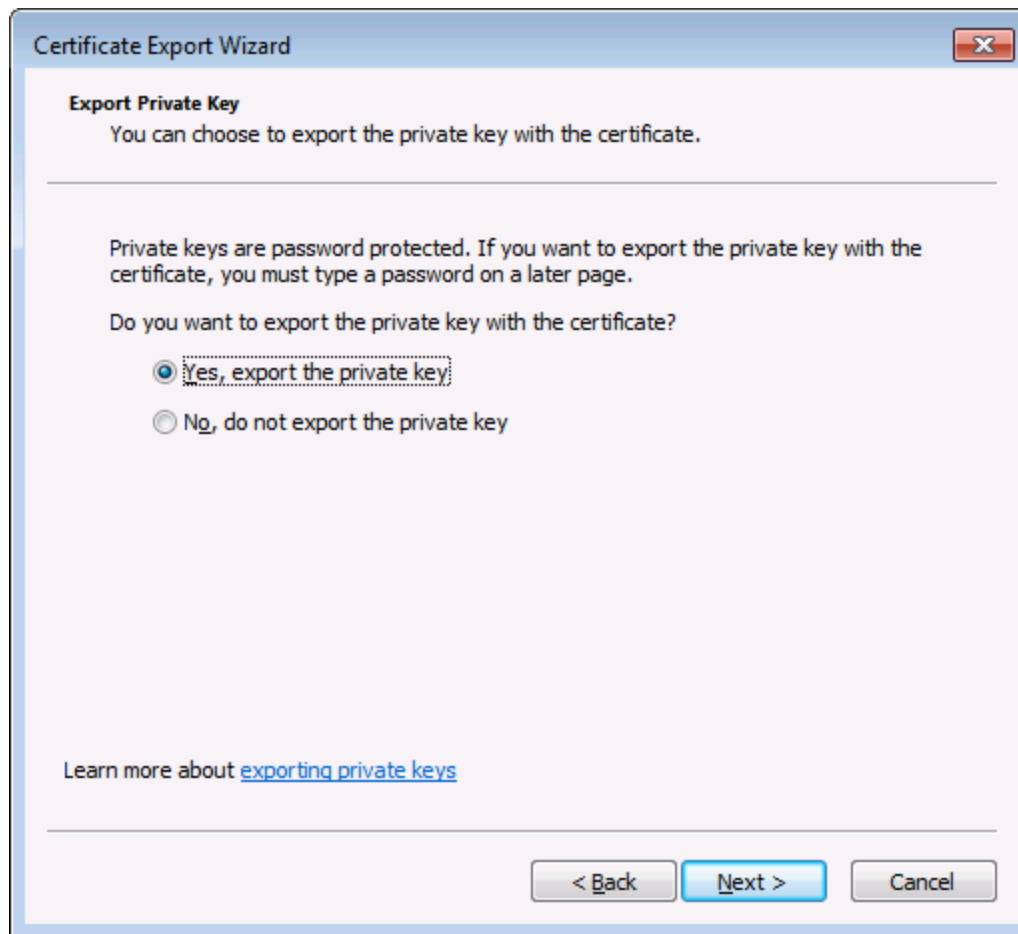 Certificate Export Wizard
Export Private Key
You can choose to export the private key with the certificate.
Private keys are password protected. If you want to export the private key with the
certificate, you must type a password on a later page.
Do you want to export the private key with the certificate?
Yes, export the private key
No, do not export the private key
Learn more about exporting private keys
< Back Next > Cancel